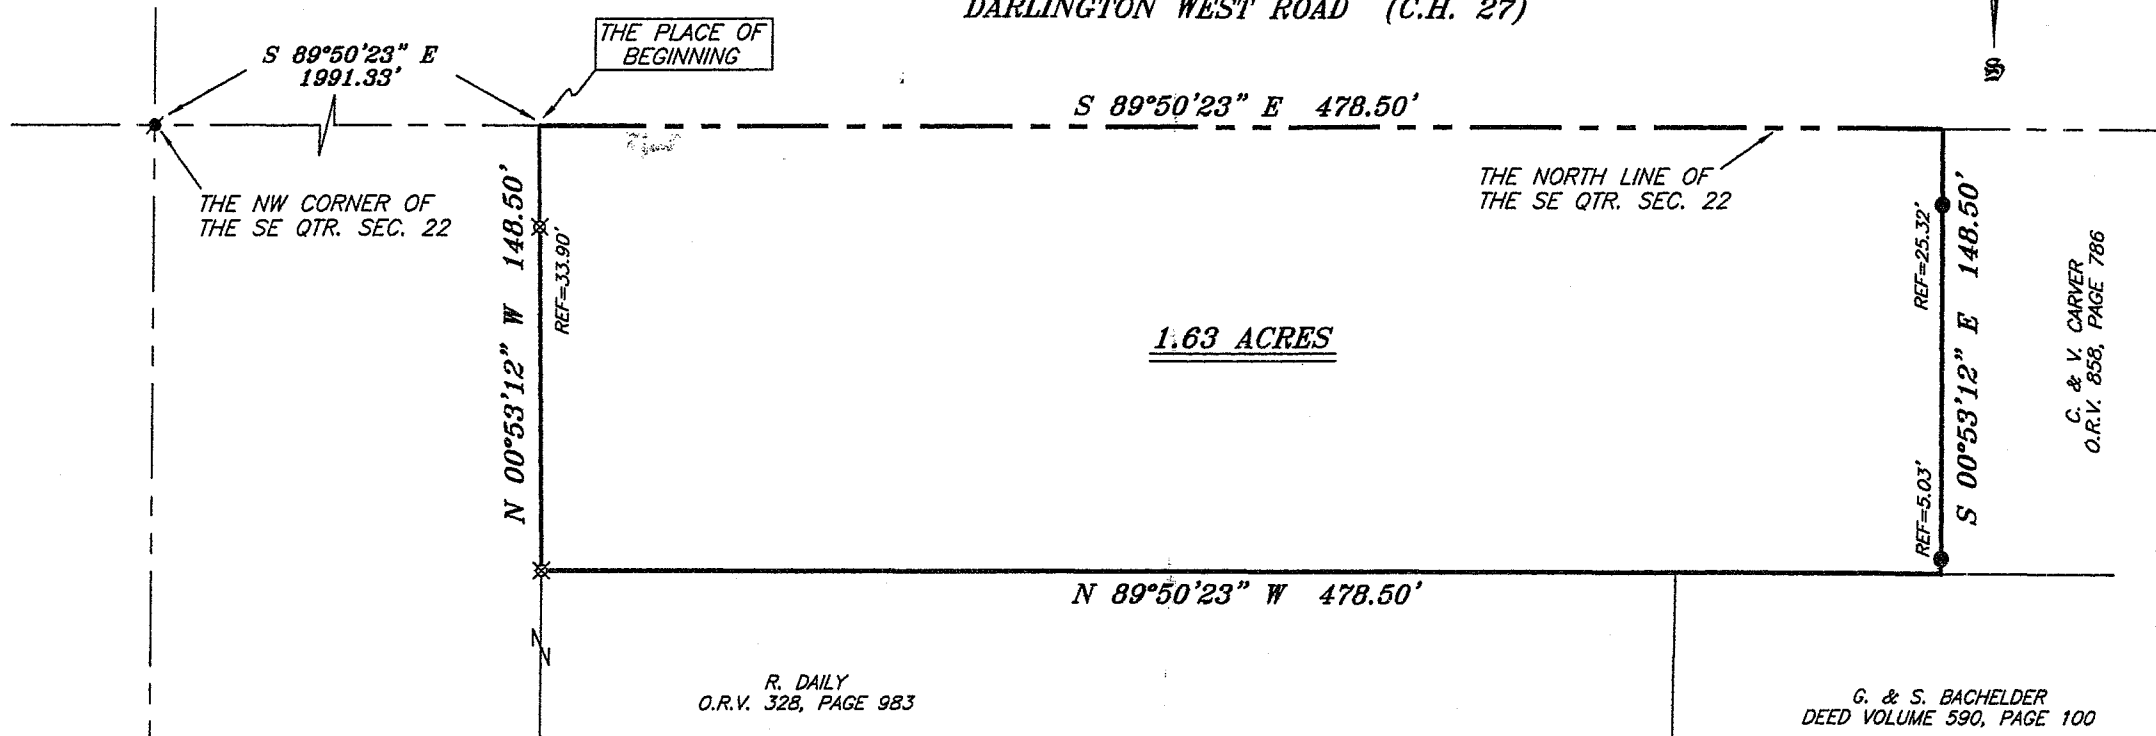 DARLINGTON WEST ROAD (C.H. 27)
THE PLACE OF
BEGINNING
S 89°50'23" E
1991.33'
S 89°50'23" E 478.50'
THE NW CORNER OF
THE SE QTR. SEC. 22
THE NORTH LINE OF
THE SE QTR. SEC. 22
N 00°53'12" W 148.50'
REF=33.90'
1.63 ACRES
REF=25.32'
REF=5.03'
S 00°53'12" E 148.50'
C. & V. CARVER
O.R.V. 858, PAGE 786
N 89°50'23" W 478.50'
R. DAILY
O.R.V. 328, PAGE 983
G. & S. BACHELDER
DEED VOLUME 590, PAGE 100